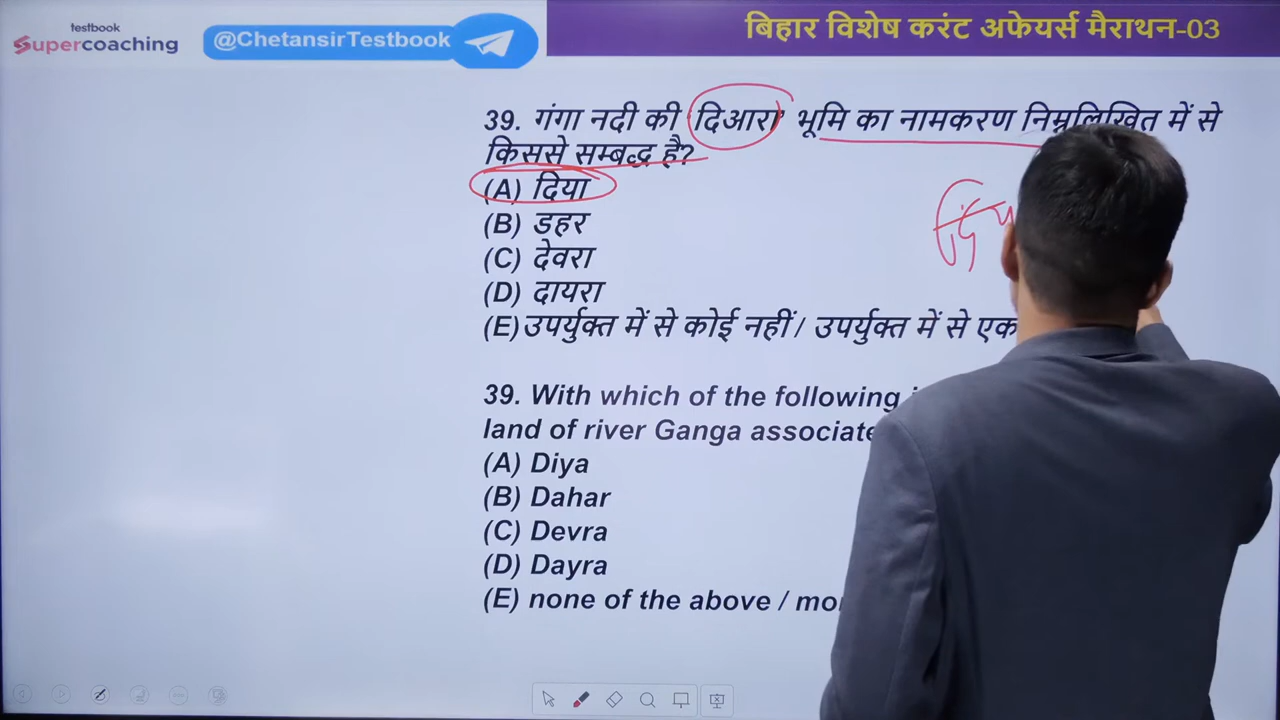 testbook
Supercoaching
@ChetansirTestbook
बिहार विशेष करंट अफेयर्स मैराथन-03
39. गंगा नदी की 'दिआरा' भूमि का नामकरण निम्नलिखित में से
किससे सम्बद्ध है?
(A) दिया
(B) डहर
(C) देवरा
(D) दायरा
(E) उपर्युक्त में से कोई नहीं / उपर्युक्त में से एक
39. With which of the following
land of river Ganga
(A) Diya
(B) Dahar
(C) Devra
(D) Dayra
(E) none of the above /